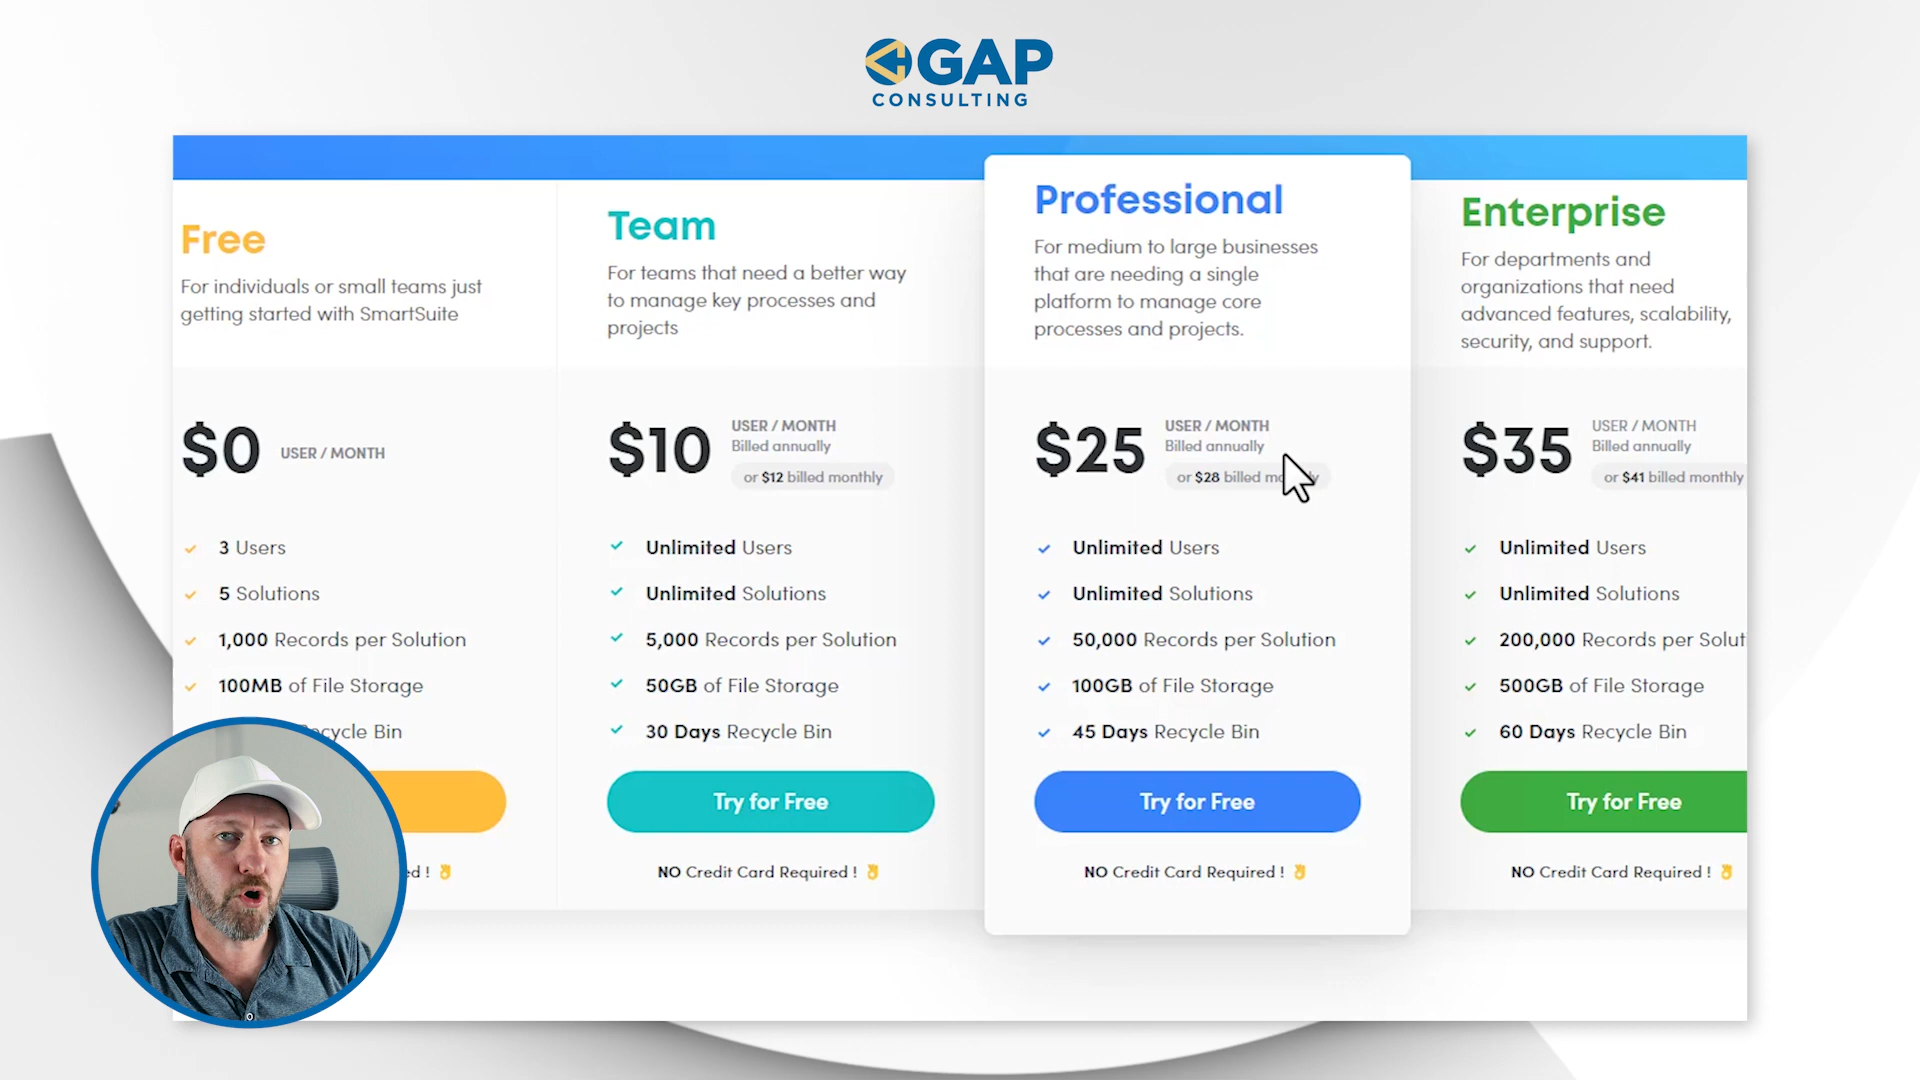 GAP
CONSULTING
Free
For individuals or small teams just
getting started with SmartSuite
$0 USER / MONTH
3 Users
5 Solutions
1,000 Records per Solution
100MB of File Storage
Recycle Bin
Team
For teams that need a better way
to manage key processes and
projects
$10 USER / MONTH
Billed annually
or $12 billed monthly
Unlimited Users
Unlimited Solutions
5,000 Records per Solution
50GB of File Storage
30 Days Recycle Bin
Try for Free
NO Credit Card Required !
Professional
For medium to large businesses
that are needing a single
platform to manage core
processes and projects.
$25 USER / MONTH
Billed annually
or $28 billed
Unlimited Users
Unlimited Solutions
50,000 Records per Solution
100GB of File Storage
45 Days Recycle Bin
Try for Free
NO Credit Card Required !
Enterprise
For departments and
organizations that need
advanced features, scalability,
security, and support.
$35 USER / MONTH
Billed annually
or $41 billed monthly
Unlimited Users
Unlimited Solutions
200,000 Records per Solut
500GB of File Storage
60 Days Recycle Bin
Try for Free
NO Credit Card Required !